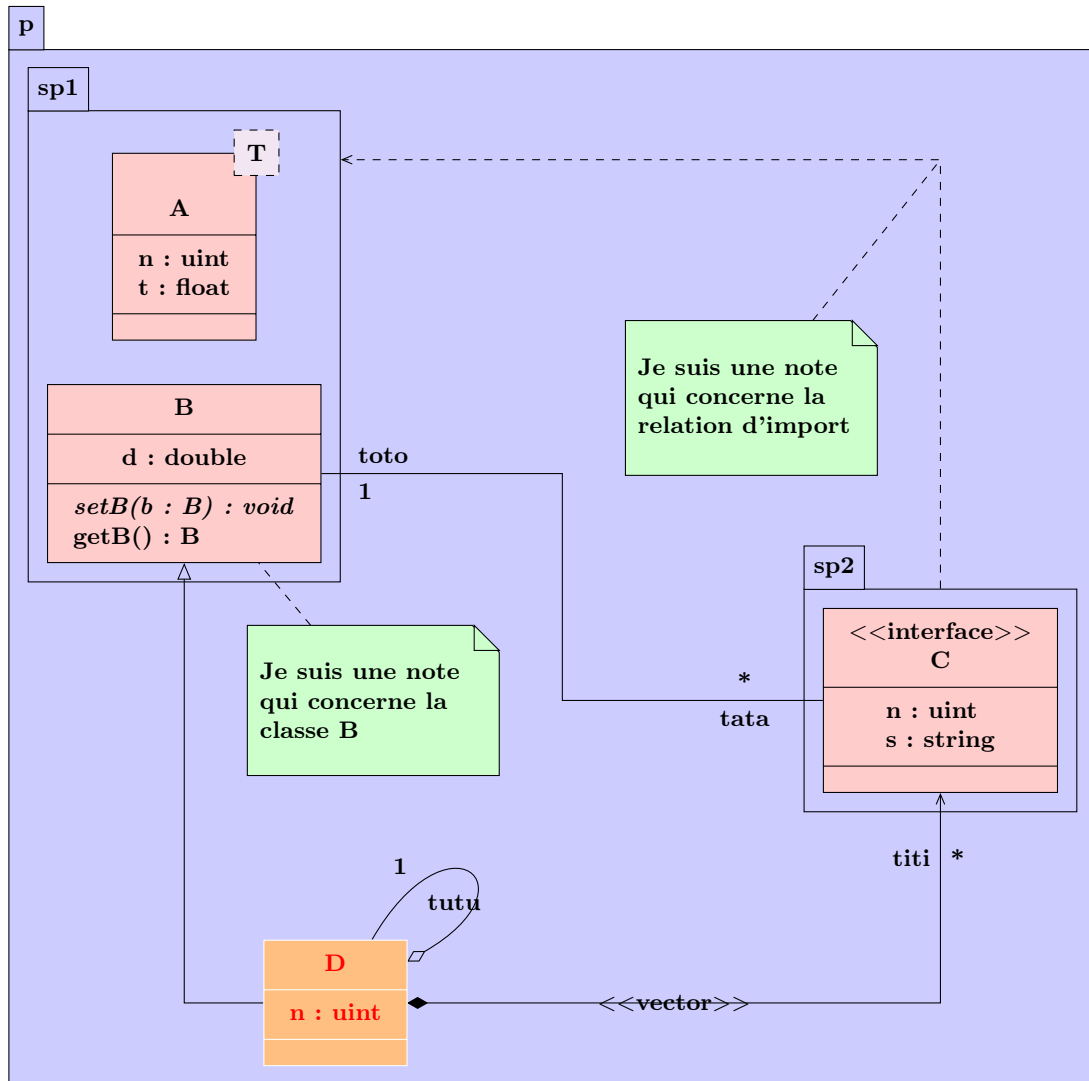 p
sp1
T
A
n : uint
t : float
B
d : double
setB(b : B) : void
getB() : B
toto
1
Je suis une note
qui concerne la
relation d'import
sp2
<<interface>>
C
n : uint
s : string
*
tata
Je suis une note
qui concerne la
classe B
titi *
1
tutu
D
n : uint
<<vector>>